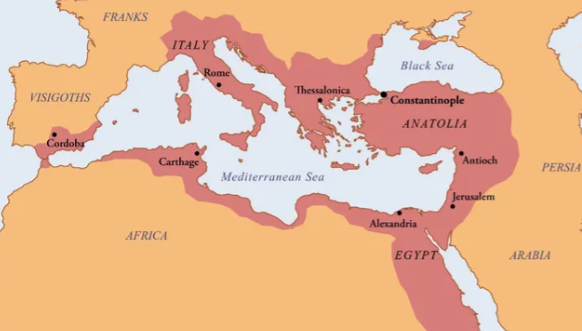 FRANKS
ITALY
Black Sea
Rome
Thessalonica
VISIGOTHS
Constantinople
ANATOLIA
Cordoba
Carthage
Antioch
Mediterranean Sea
PERSIA
Jerusalem
Alexandria
AFRICA
EGYPT
ARABIA